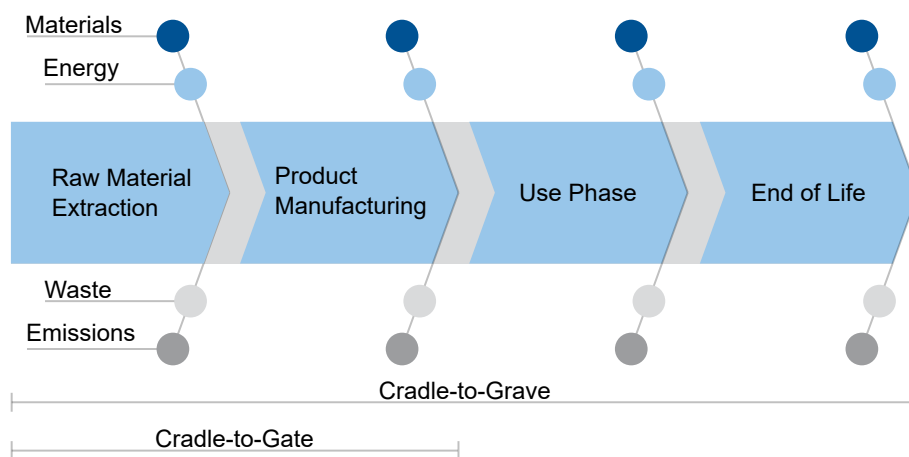 Materials
Energy
Raw Material
Extraction
Product
Manufacturing
Use Phase
End of Life
Waste
Emissions
Cradle-to-Grave
Cradle-to-Gate